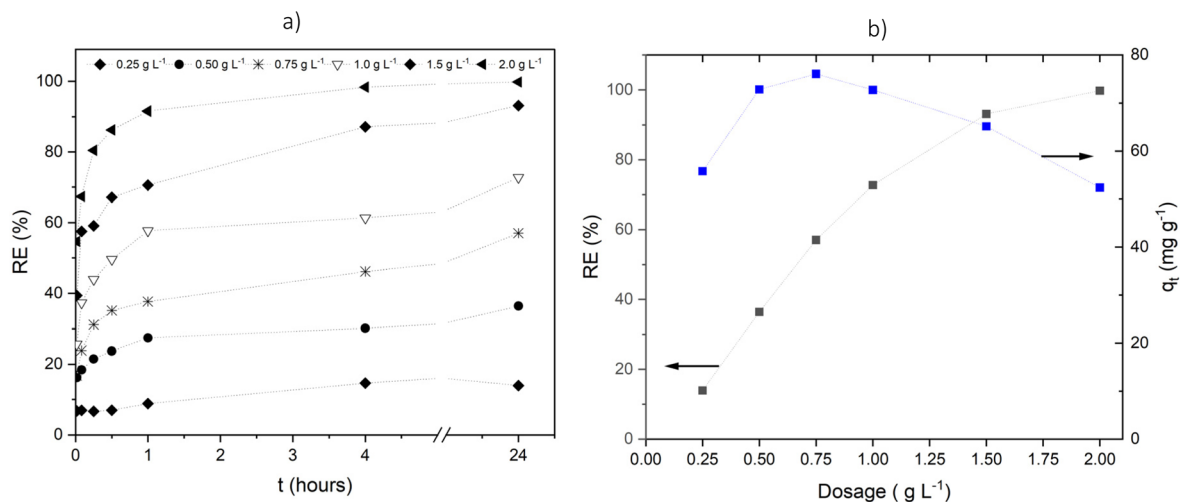 a)
0.25 g L⁻¹ 0.50 g L⁻¹ 0.75 g L⁻¹ 1.0 g L⁻¹ 1.5 g L⁻¹ 2.0 g L⁻¹
100
80
60
40
20
0
RE (%)
0 1 2 3 4 24
t (hours)
b)
100
80
60
40
20
0
RE (%)
80
60
40
20
0
qₜ (mg g⁻¹)
0.00 0.25 0.50 0.75 1.00 1.25 1.50 1.75 2.00
Dosage ( g L⁻¹)